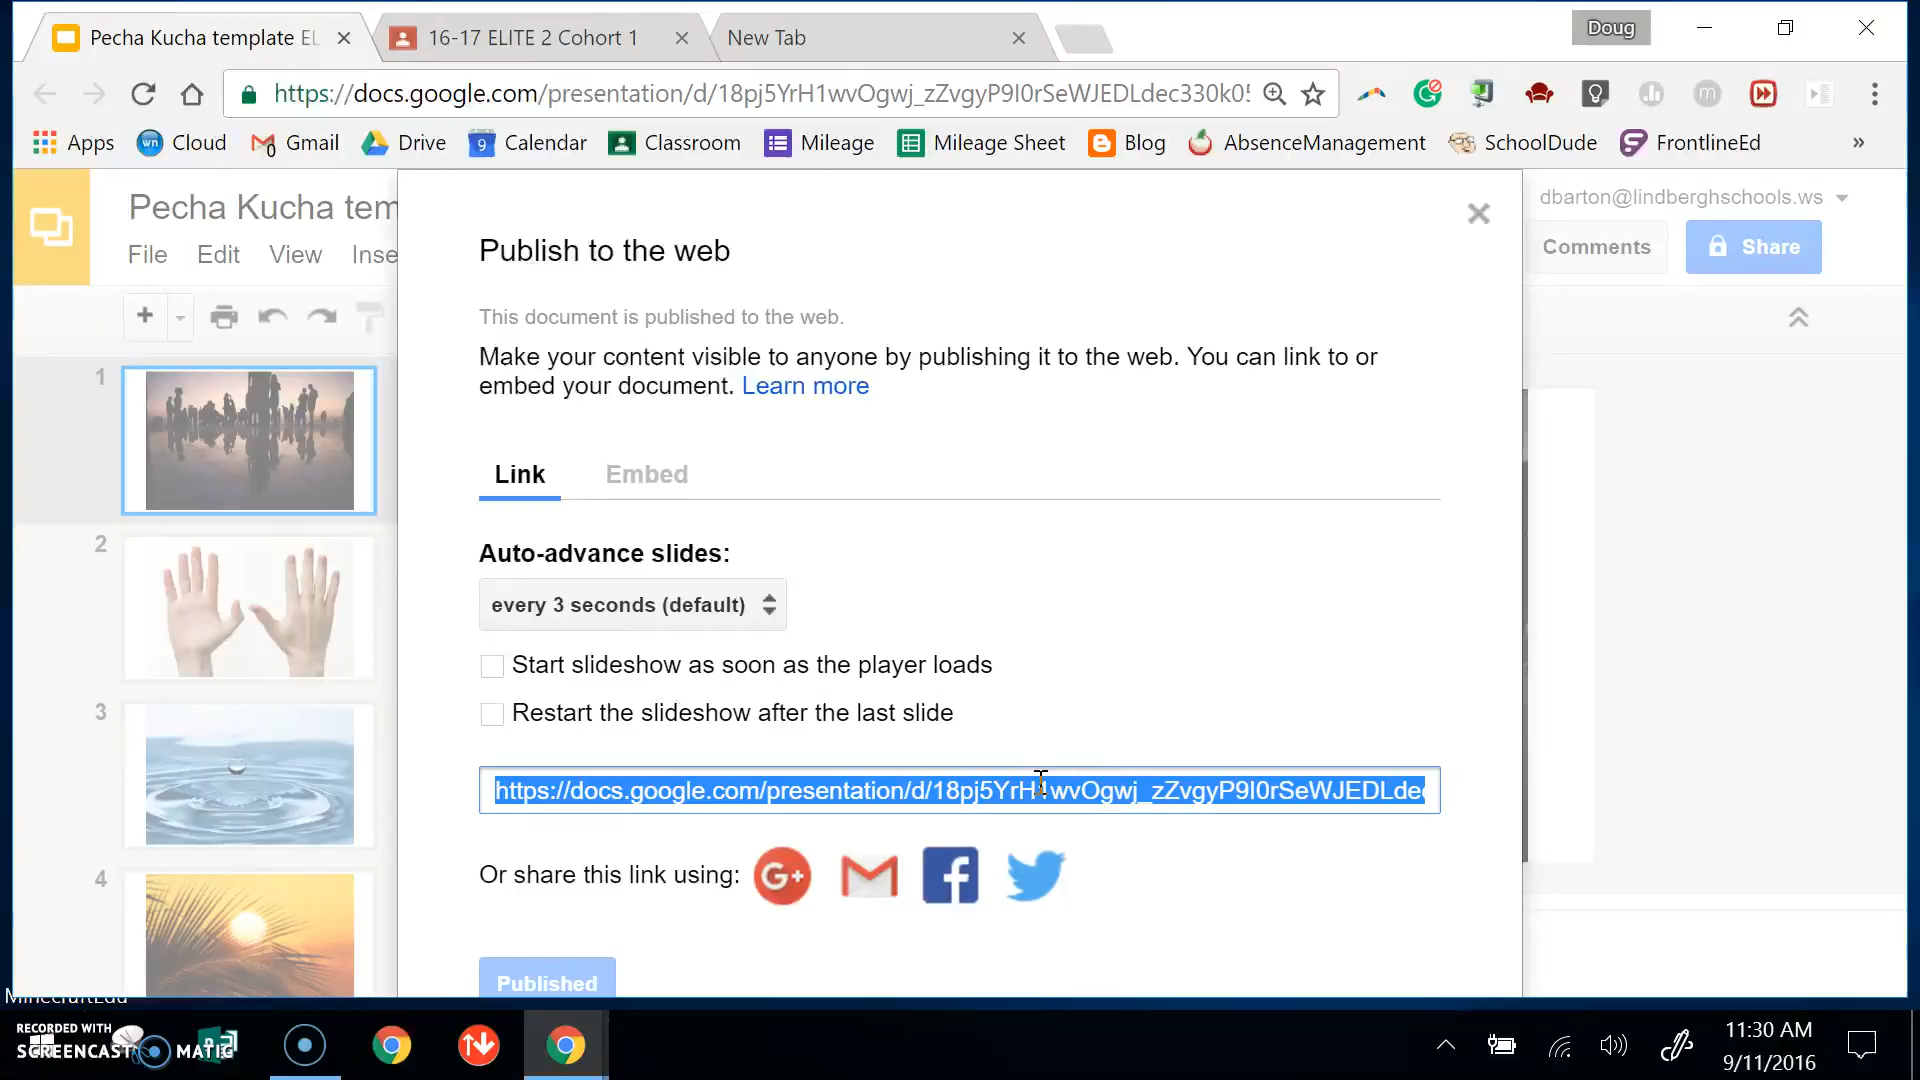 Pecha Kucha template EL
16-17 ELITE 2 Cohort 1
New Tab
Doug
https://docs.google.com/presentation/d/18pj5YrH1wvOgwj_zZvgyP9I0rSeWJEDLdec330k05
Apps
Cloud
Gmail
Drive
Calendar
Classroom
Mileage
Mileage Sheet
Blog
AbsenceManagement
SchoolDude
FrontlineEd
»
Pecha Kucha tem
dbarton@lindberghschools.ws
File
Edit
View
Inse
Comments
Share
Publish to the web
This document is published to the web.
Make your content visible to anyone by publishing it to the web. You can link to or
embed your document. Learn more
Link
Embed
Auto-advance slides:
every 3 seconds (default)
Start slideshow as soon as the player loads
Restart the slideshow after the last slide
https://docs.google.com/presentation/d/18pj5YrH1wvOgwj_zZvgyP9I0rSeWJEDLdec
Or share this link using:
G+
Published
1
2
3
4
MinecraftEdu
RECORDED WITH
SCREENCAST MATIC
11:30 AM
9/11/2016